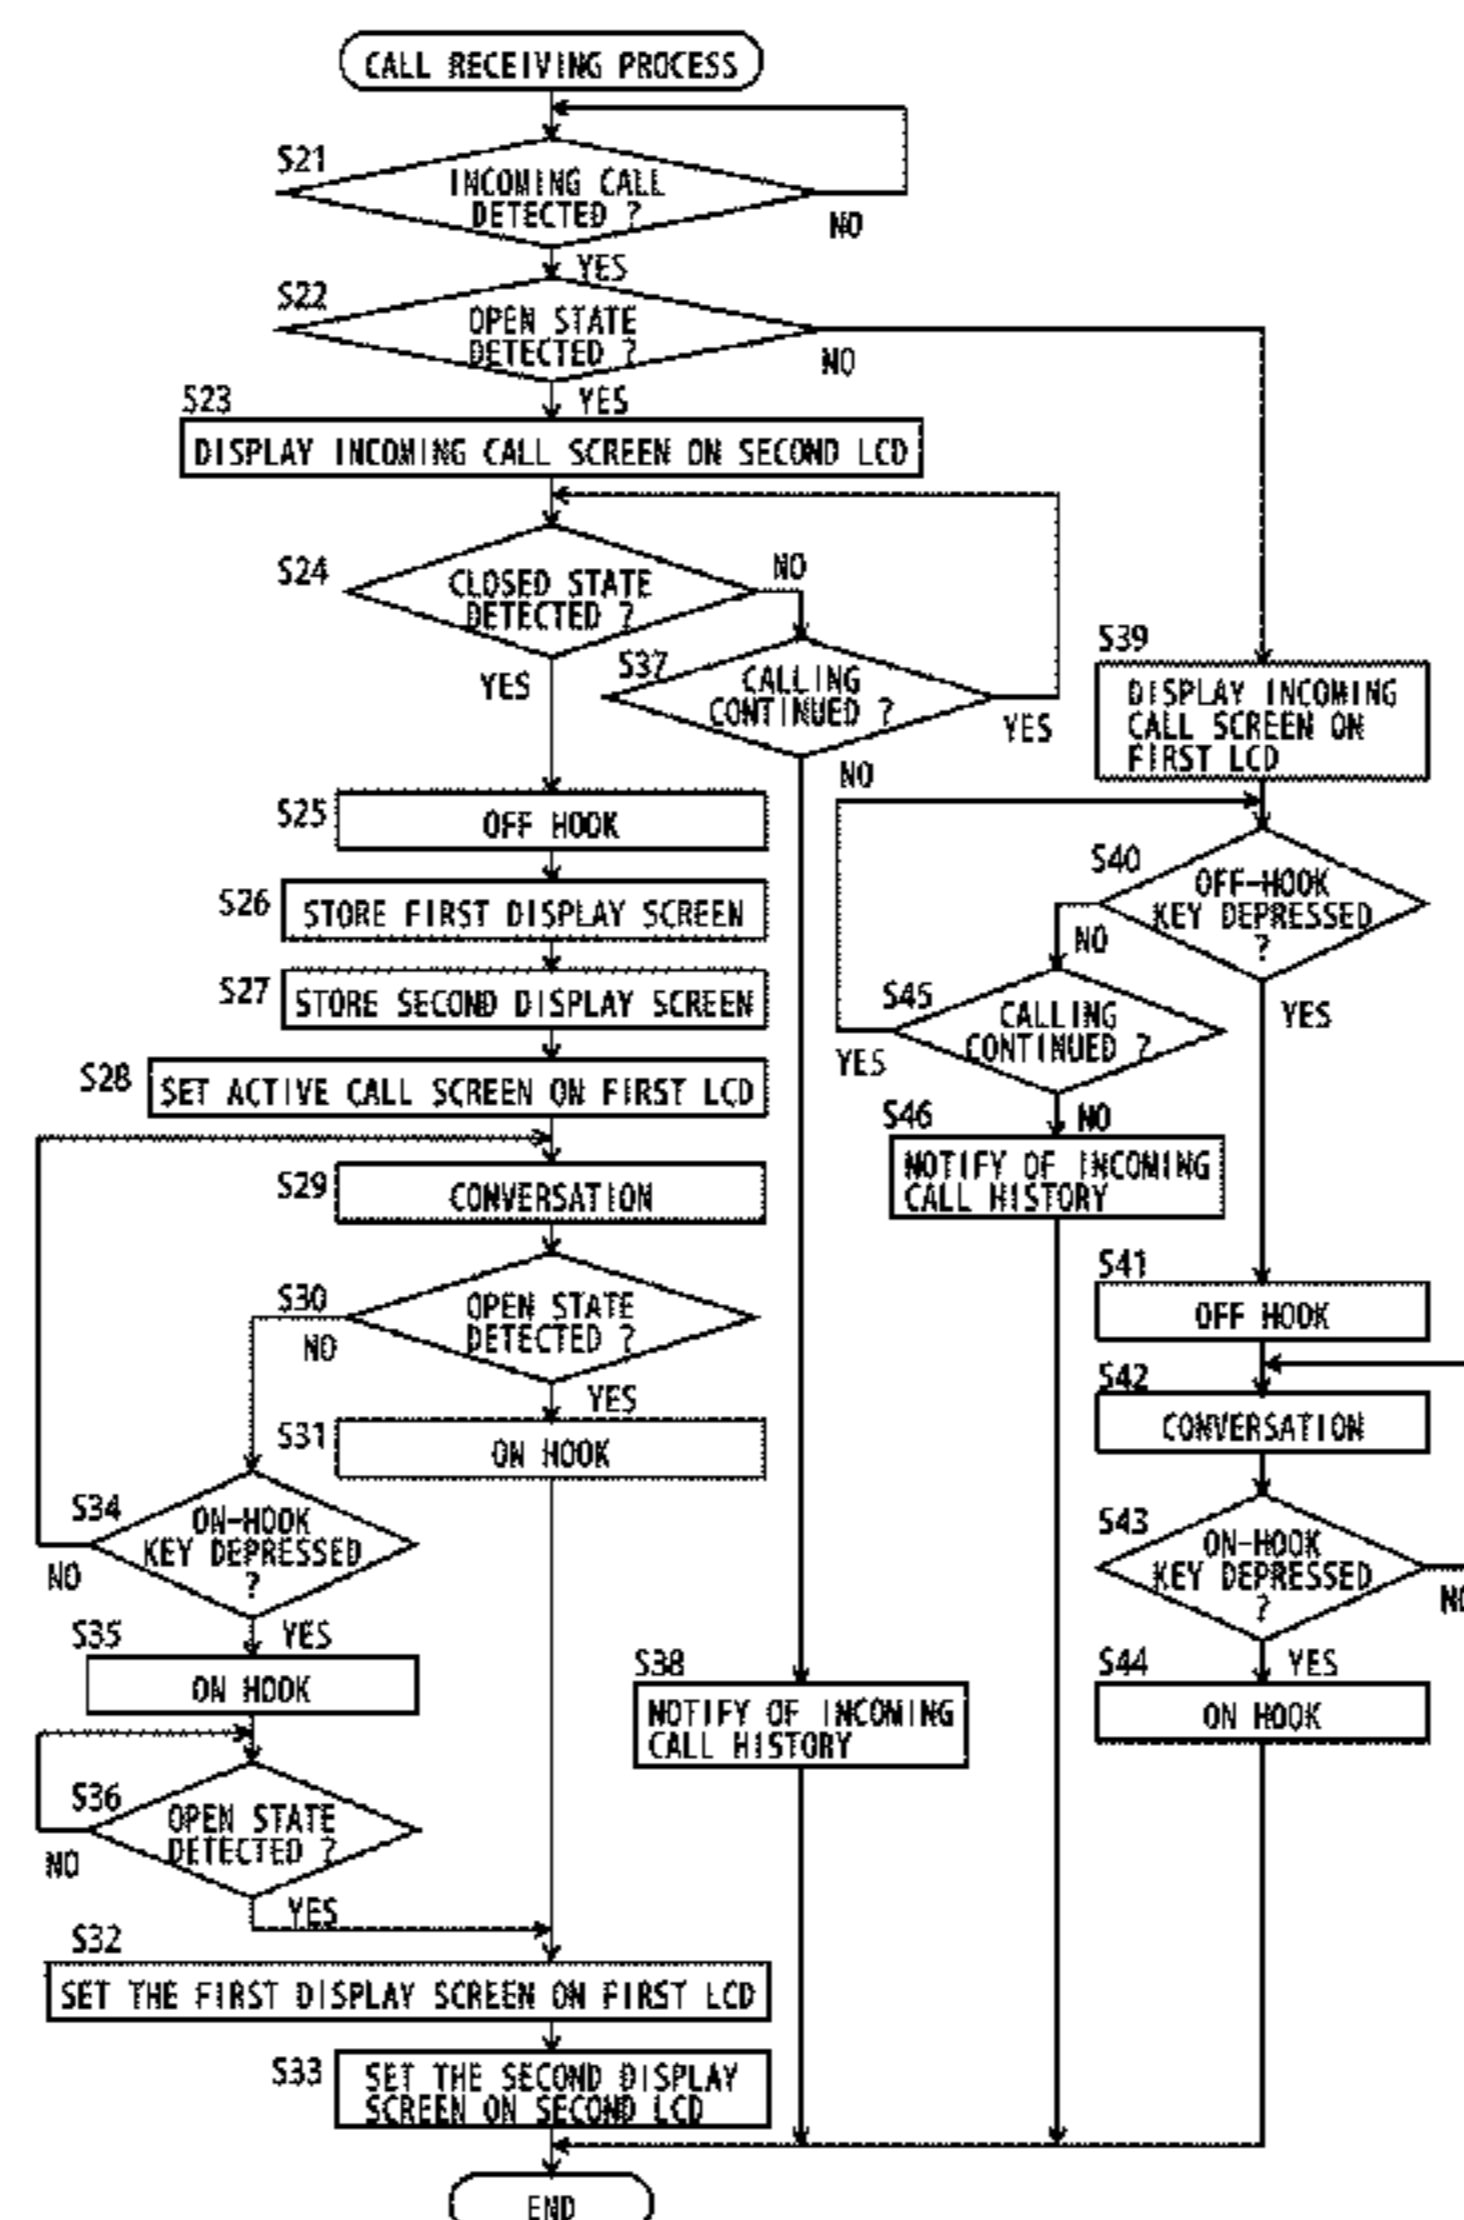 CALL RECEIVING PROCESS
S21
INCOMING CALL
DETECTED ?
NO
YES
S22
OPEN STATE
DETECTED ?
NO
YES
S23
DISPLAY INCOMING CALL SCREEN ON SECOND LCD
S24
CLOSED STATE
DETECTED ?
NO
YES
S37
CALLING
CONTINUED ?
YES
NO
S39
DISPLAY INCOMING
CALL SCREEN ON
FIRST LCD
S25
OFF HOOK
S40
OFF-HOOK
KEY DEPRESSED
?
NO
YES
S26
STORE FIRST DISPLAY SCREEN
S27
STORE SECOND DISPLAY SCREEN
S45
CALLING
CONTINUED ?
YES
NO
S28
SET ACTIVE CALL SCREEN ON FIRST LCD
S46
NOTIFY OF INCOMING
CALL HISTORY
S29
CONVERSATION
S30
OPEN STATE
DETECTED ?
NO
YES
S41
OFF HOOK
S42
CONVERSATION
S31
ON HOOK
S34
ON-HOOK
KEY DEPRESSED
?
NO
YES
S43
ON-HOOK
KEY DEPRESSED
?
NO
YES
S35
ON HOOK
S38
NOTIFY OF INCOMING
CALL HISTORY
S44
ON HOOK
S36
OPEN STATE
DETECTED ?
NO
YES
S32
SET THE FIRST DISPLAY SCREEN ON FIRST LCD
S33
SET THE SECOND DISPLAY
SCREEN ON SECOND LCD
END